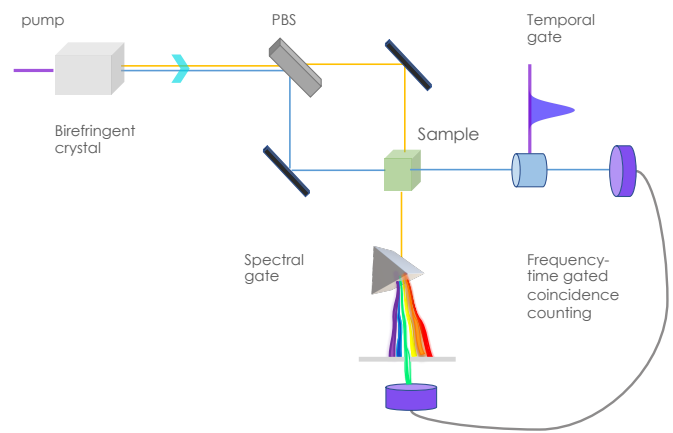 pump
PBS
Temporal
gate
Birefringent
crystal
Sample
Spectral
gate
Frequency-
time gated
coincidence
counting